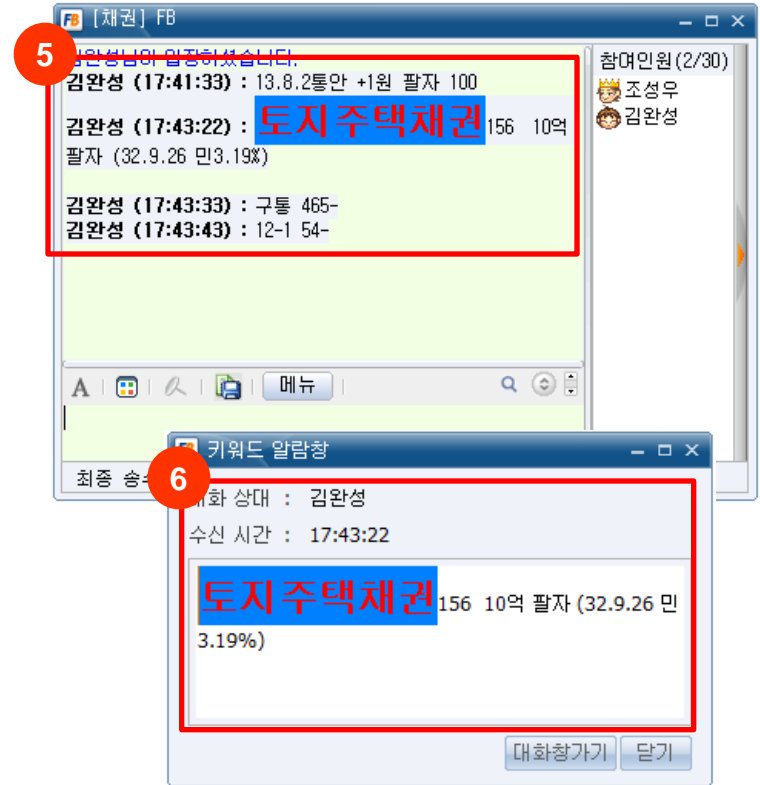 FB [채권] FB
5
김완성님이 입장하셨습니다.
김완성 (17:41:33) : 13.8.2통안 +1원 팔자 100
김완성 (17:43:22) : 토지주택채권156 10억
팔자 (32.9.26 민3.19%)
김완성 (17:43:33) : 구통 465-
김완성 (17:43:43) : 12-1 54-
참여인원(2/30)
조성우
김완성
A
메뉴
최종
FB 키워드 알람창
6
상대 : 김완성
수신 시간 : 17:43:22
토지주택채권156 10억 팔자 (32.9.26 민
3.19%)
대화창가기
닫기